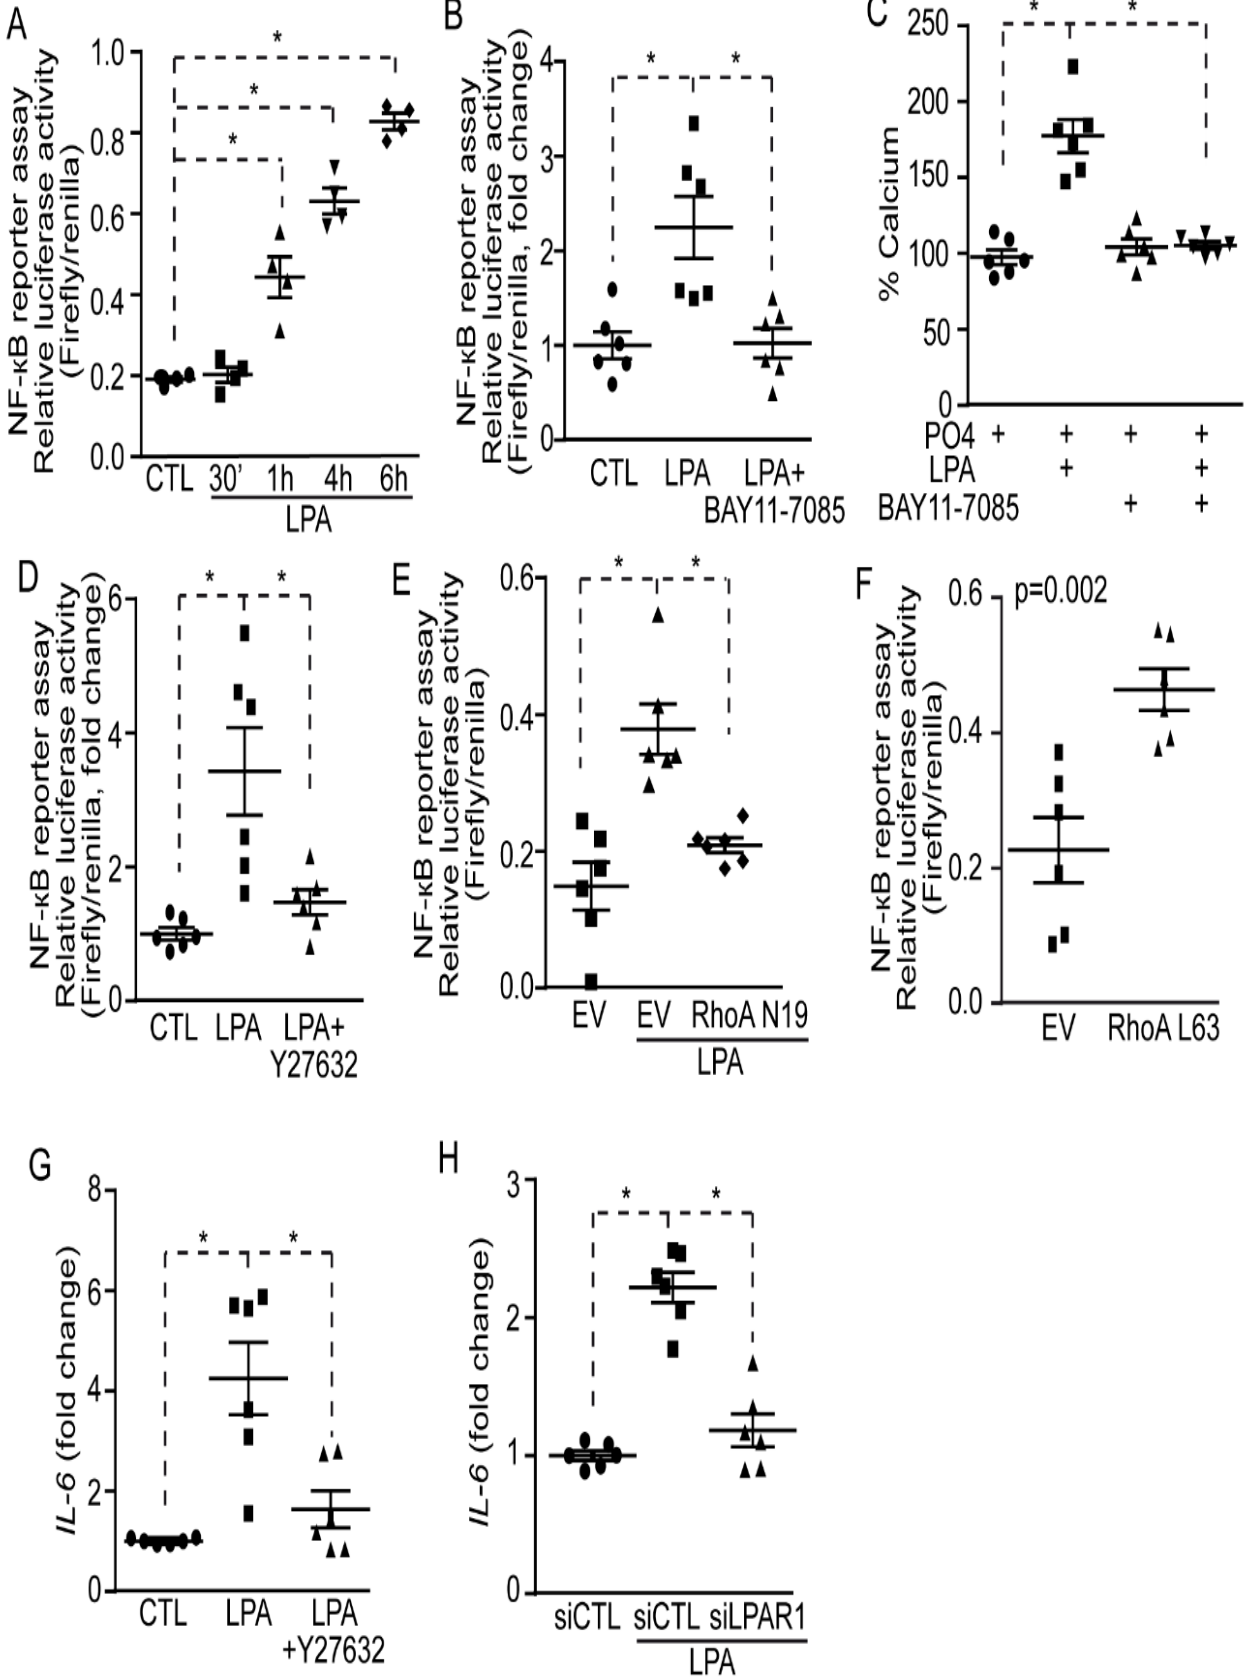 A
NF-κB reporter assay
Relative luciferase activity
(Firefly/renilla)
1.0
0.8
0.6
0.4
0.2
0.0
*
*
*
CTL 30' 1h 4h 6h
LPA
B
NF-κB reporter assay
Relative luciferase activity
(Firefly/renilla, fold change)
4
3
2
1
0
* *
CTL LPA LPA+
BAY11-7085
C
% Calcium
250
200
150
100
50
0
* *
PO4 + + + +
LPA + +
BAY11-7085 + +
D
NF-κB reporter assay
Relative luciferase activity
(Firefly/renilla, fold change)
6
4
2
0
* *
CTL LPA LPA+
Y27632
E
NF-κB reporter assay
Relative luciferase activity
(Firefly/renilla)
0.6
0.4
0.2
0.0
* *
EV EV RhoA N19
LPA
F
NF-κB reporter assay
Relative luciferase activity
(Firefly/renilla)
0.6
0.4
0.2
0.0
p=0.002
EV RhoA L63
G
IL-6 (fold change)
8
6
4
2
0
* *
CTL LPA LPA
+Y27632
H
IL-6 (fold change)
3
2
1
0
* *
siCTL siCTL siLPAR1
LPA